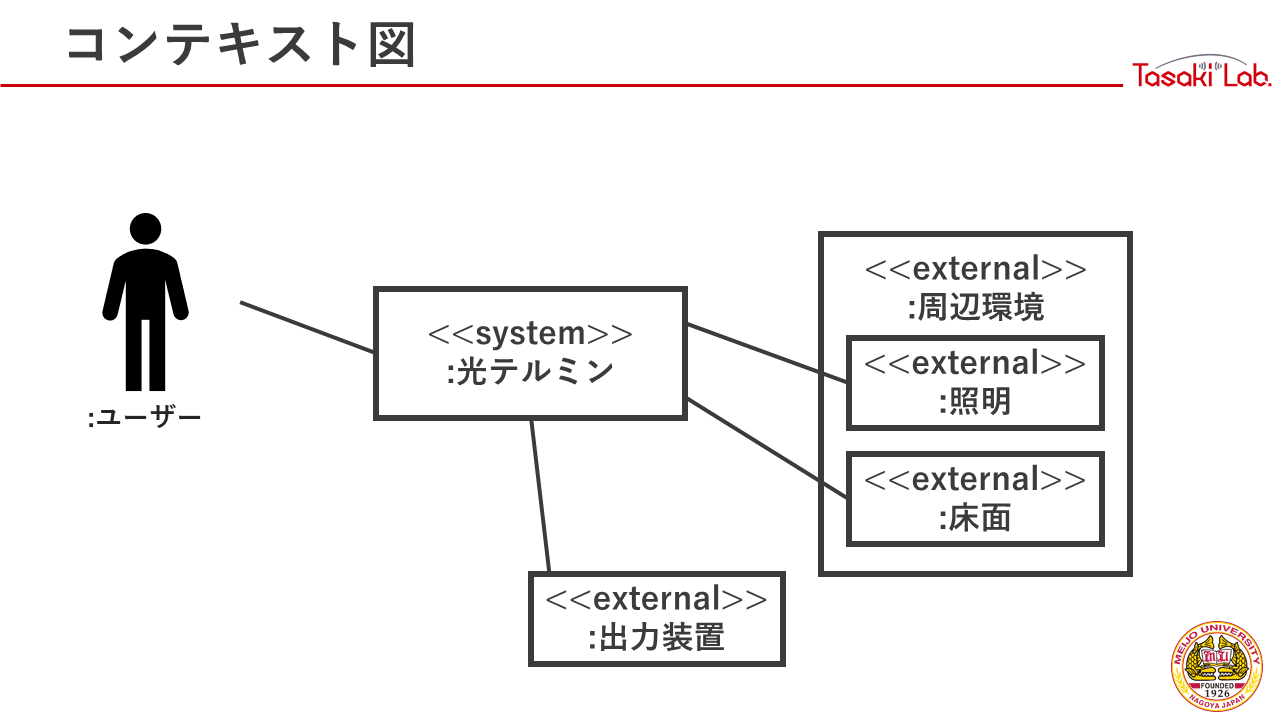 コンテキスト図
Tasaki Lab.
:ユーザー
<<system>>
:光テルミン
<<external>>
:周辺環境
<<external>>
:照明
<<external>>
:床面
<<external>>
:出力装置
MEIJO UNIVERSITY
FOUNDED
1926
NAGOYA JAPAN